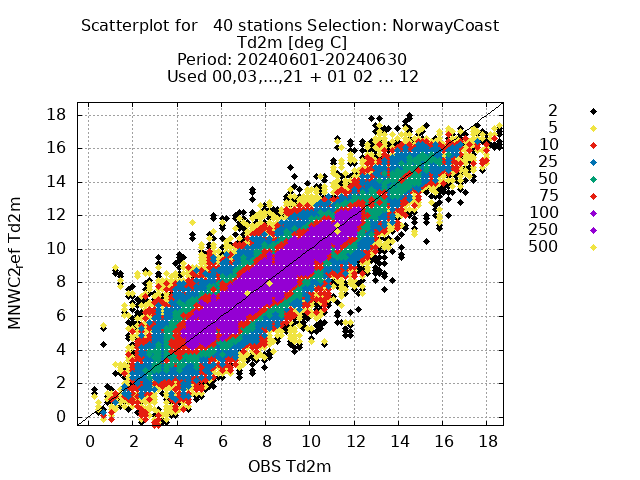 Scatterplot for   40 stations Selection: NorwayCoast
Td2m [deg C]
Period: 20240601-20240630
Used 00,03,...,21 + 01 02 ... 12
2
5
10
25
50
75
100
250
500
18
16
14
12
10
8
6
4
2
0
MNWC2ref Td2m
0 2 4 6 8 10 12 14 16 18
OBS Td2m